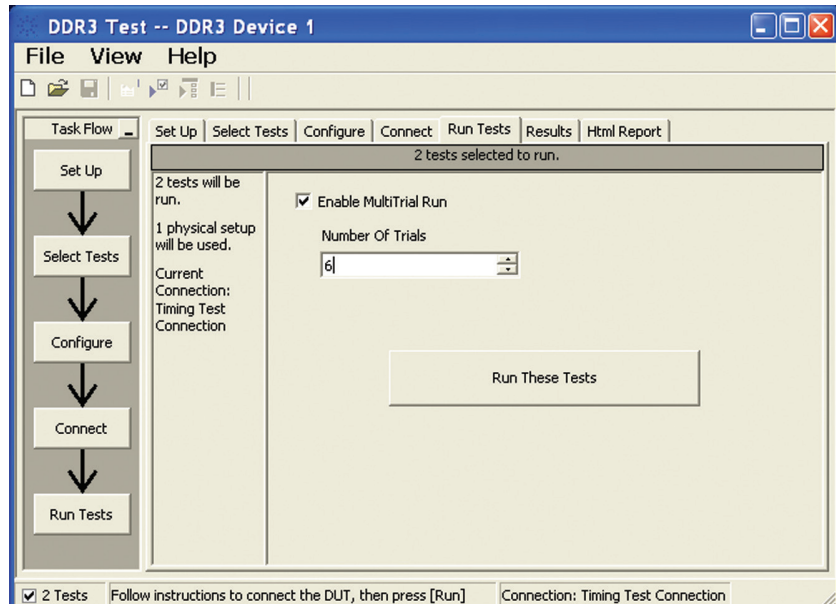 DDR3 Test -- DDR3 Device 1
File View Help
Task Flow
Set Up
Select Tests
Configure
Connect
Run Tests
Set Up
Select Tests
Configure
Connect
Run Tests
Results
Html Report
2 tests selected to run.
2 tests will be
run.
1 physical setup
will be used.
Current
Connection:
Timing Test
Connection
Enable MultiTrial Run
Number Of Trials
6
Run These Tests
2 Tests
Follow instructions to connect the DUT, then press [Run]
Connection: Timing Test Connection